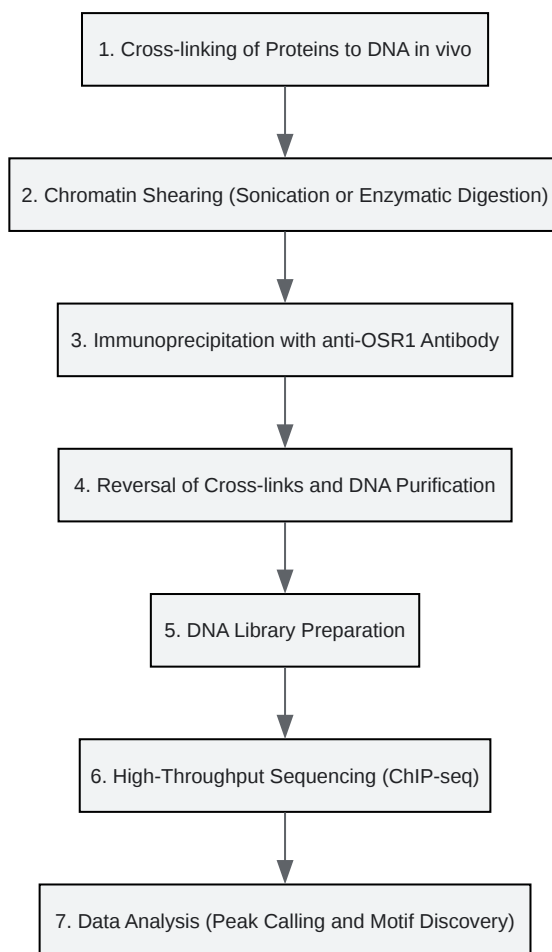 1. Cross-linking of Proteins to DNA in vivo
2. Chromatin Shearing (Sonication or Enzymatic Digestion)
3. Immunoprecipitation with anti-OSR1 Antibody
4. Reversal of Cross-links and DNA Purification
5. DNA Library Preparation
6. High-Throughput Sequencing (ChIP-seq)
7. Data Analysis (Peak Calling and Motif Discovery)